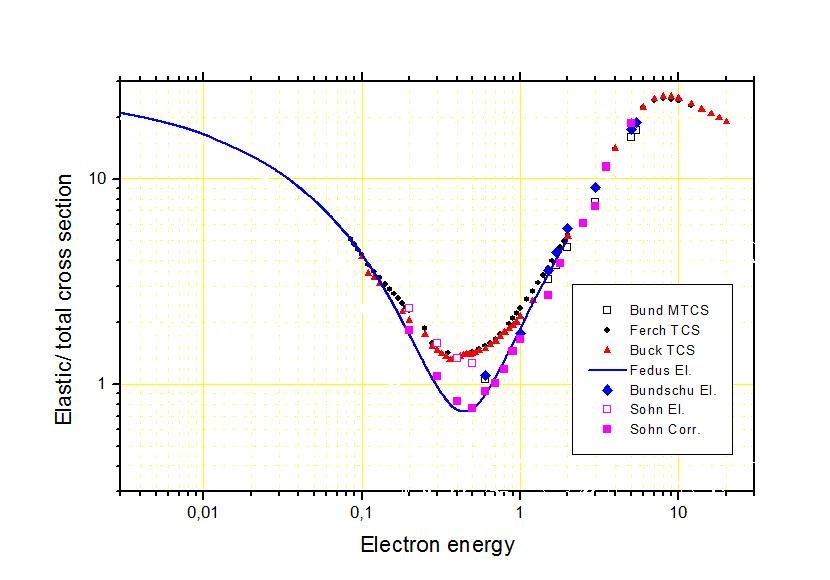 Elastic/ total cross section
10
1
Bund MTCS
Ferch TCS
Buck TCS
Fedus El.
Bundschu El.
Sohn El.
Sohn Corr.
0,01 0,1 1 10
Electron energy